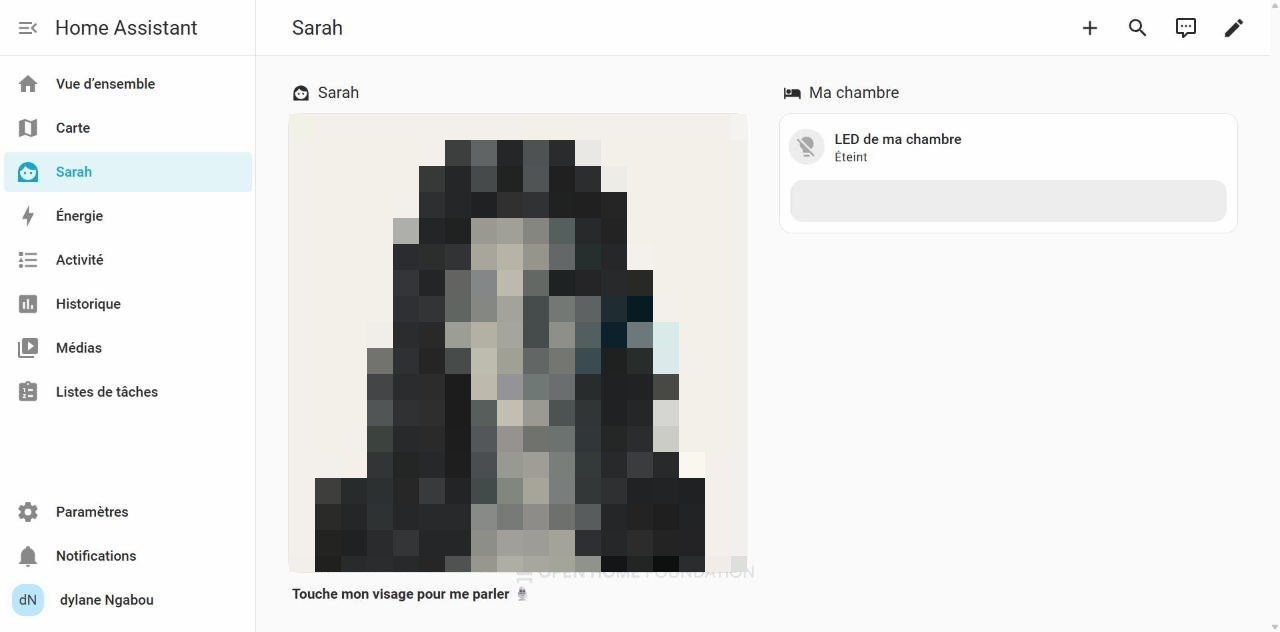 Home Assistant
Sarah
Vue d’ensemble
Carte
Sarah
Énergie
Activité
Historique
Médias
Listes de tâches
Paramètres
Notifications
dN
dylane Ngabou
Sarah
OPEN HOME FOUNDATION
Touche mon visage pour me parler
Ma chambre
LED de ma chambre
Éteint